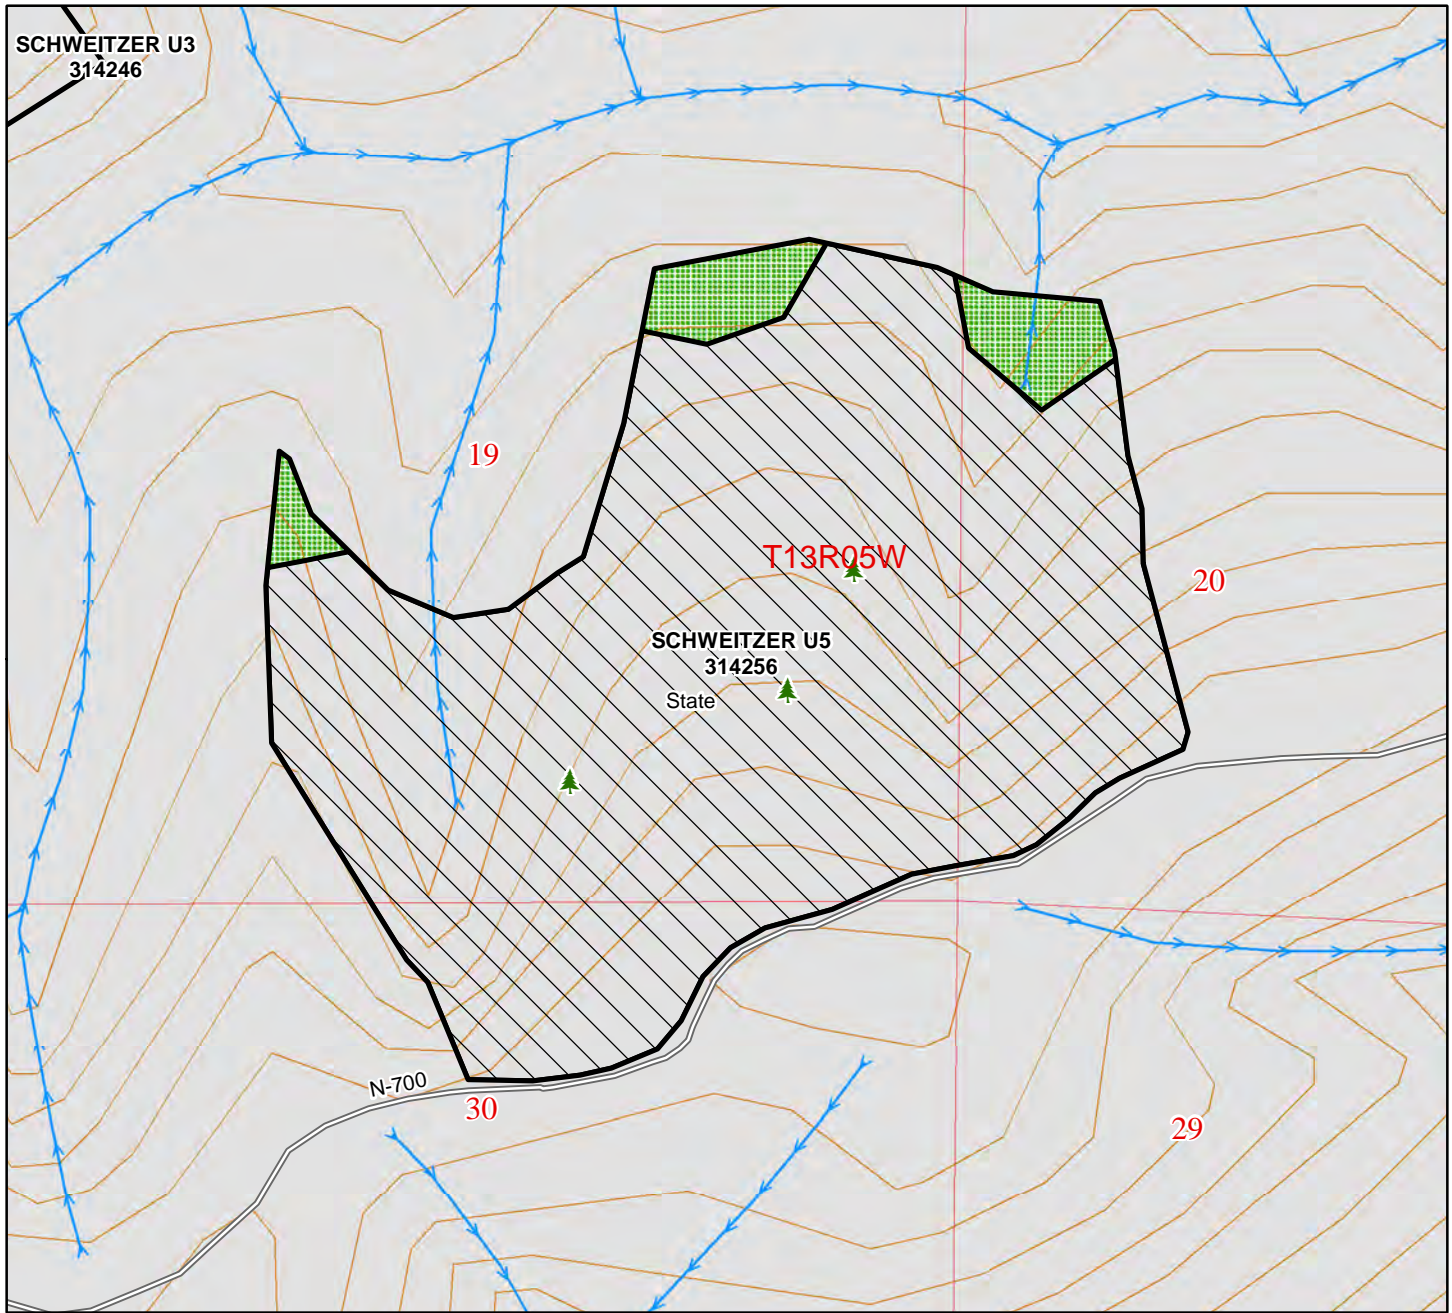 SCHWEITZER U3
314246
19
T13R05W
20
SCHWEITZER U5
314256
State
N-700
30
29